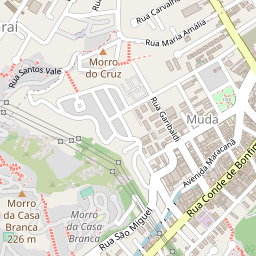 Rua Carvalho
Rua Maria Amália
raí
Morro
do Cruz
Rua Santos Vale
Rua Garibaldi
Muda
Avenida Maracanã
Rua Conde de Bonfim
Morro
da Casa
Branca
226 m
Morro
da Casa
Branca
Rua São Miguel